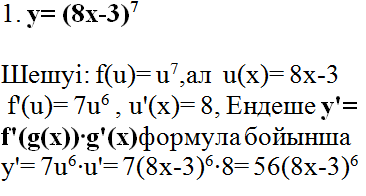 1. y= (8x-3)⁷
Шешуі: f(u)= u⁷,ал u(x)= 8x-3
f'(u)= 7u⁶ , u'(x)= 8, Ендеше y'=
f'(g(x))·g'(x)формула бойынша
y'= 7u⁶·u'= 7(8x-3)⁶·8= 56(8x-3)⁶